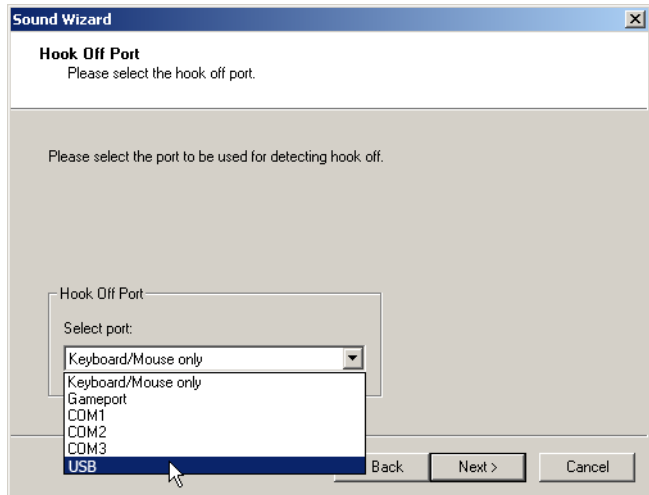 Sound Wizard
Hook Off Port
Please select the hook off port.
Please select the port to be used for detecting hook off.
Hook Off Port
Select port:
Keyboard/Mouse only
Keyboard/Mouse only
Gameport
COM1
COM2
COM3
USB
Back
Next >
Cancel